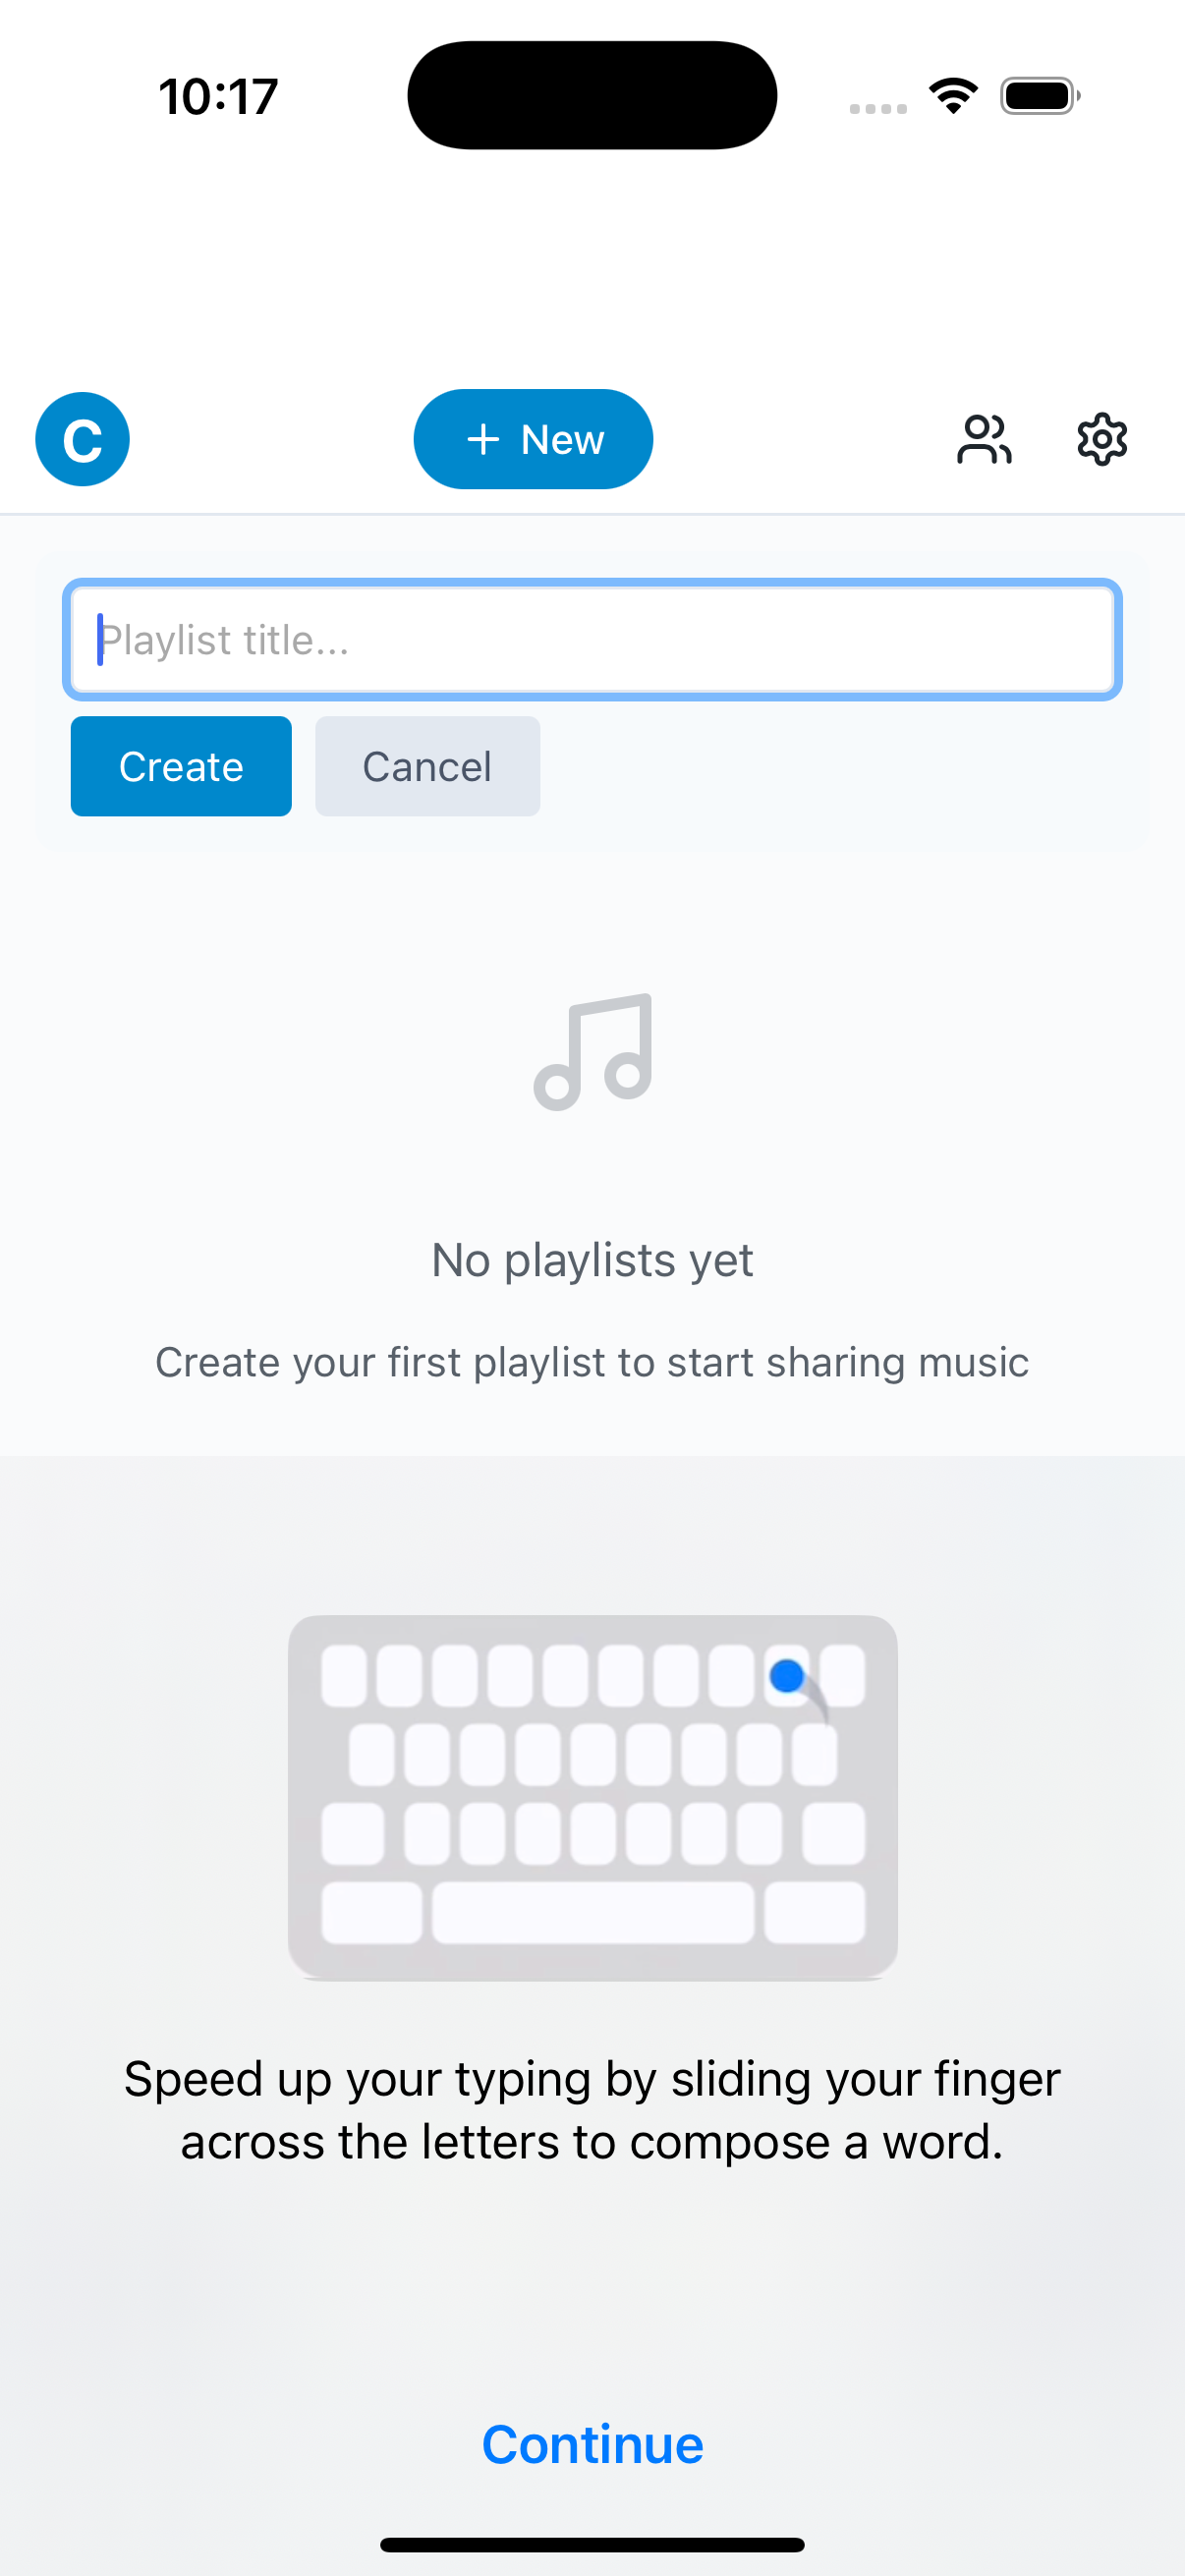 10:17
C
+ New
Playlist title...
Create
Cancel
No playlists yet
Create your first playlist to start sharing music
Speed up your typing by sliding your finger
across the letters to compose a word.
Continue